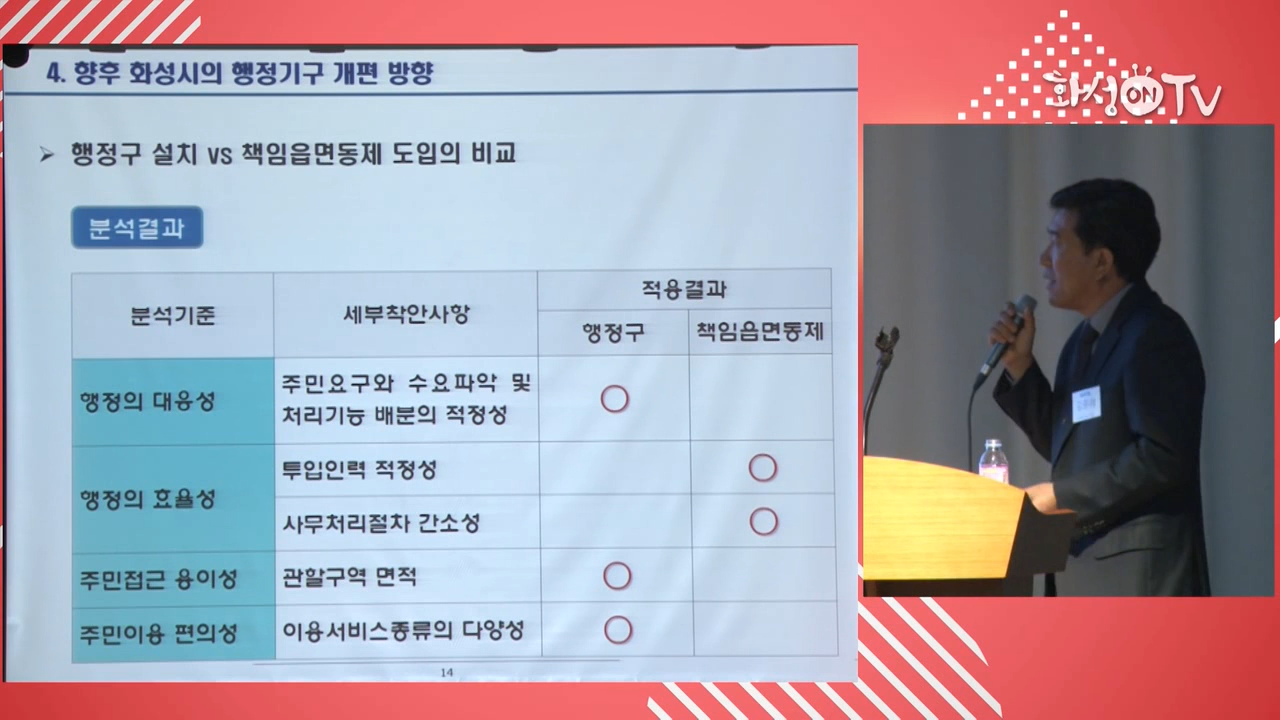 4. 향후 화성시의 행정기구 개편 방향
화성ON TV
➢ 행정구 설치 vs 책임읍면동제 도입의 비교
분석결과
분석기준 세부착안사항 적용결과
행정구 책임읍면동제
행정의 대응성 주민요구와 수요파악 및
처리기능 배분의 적정성 ○
행정의 효율성 투입인력 적정성 ○
사무처리절차 간소성 ○
주민접근 용이성 관할구역 면적 ○
주민이용 편의성 이용서비스종류의 다양성 ○
14